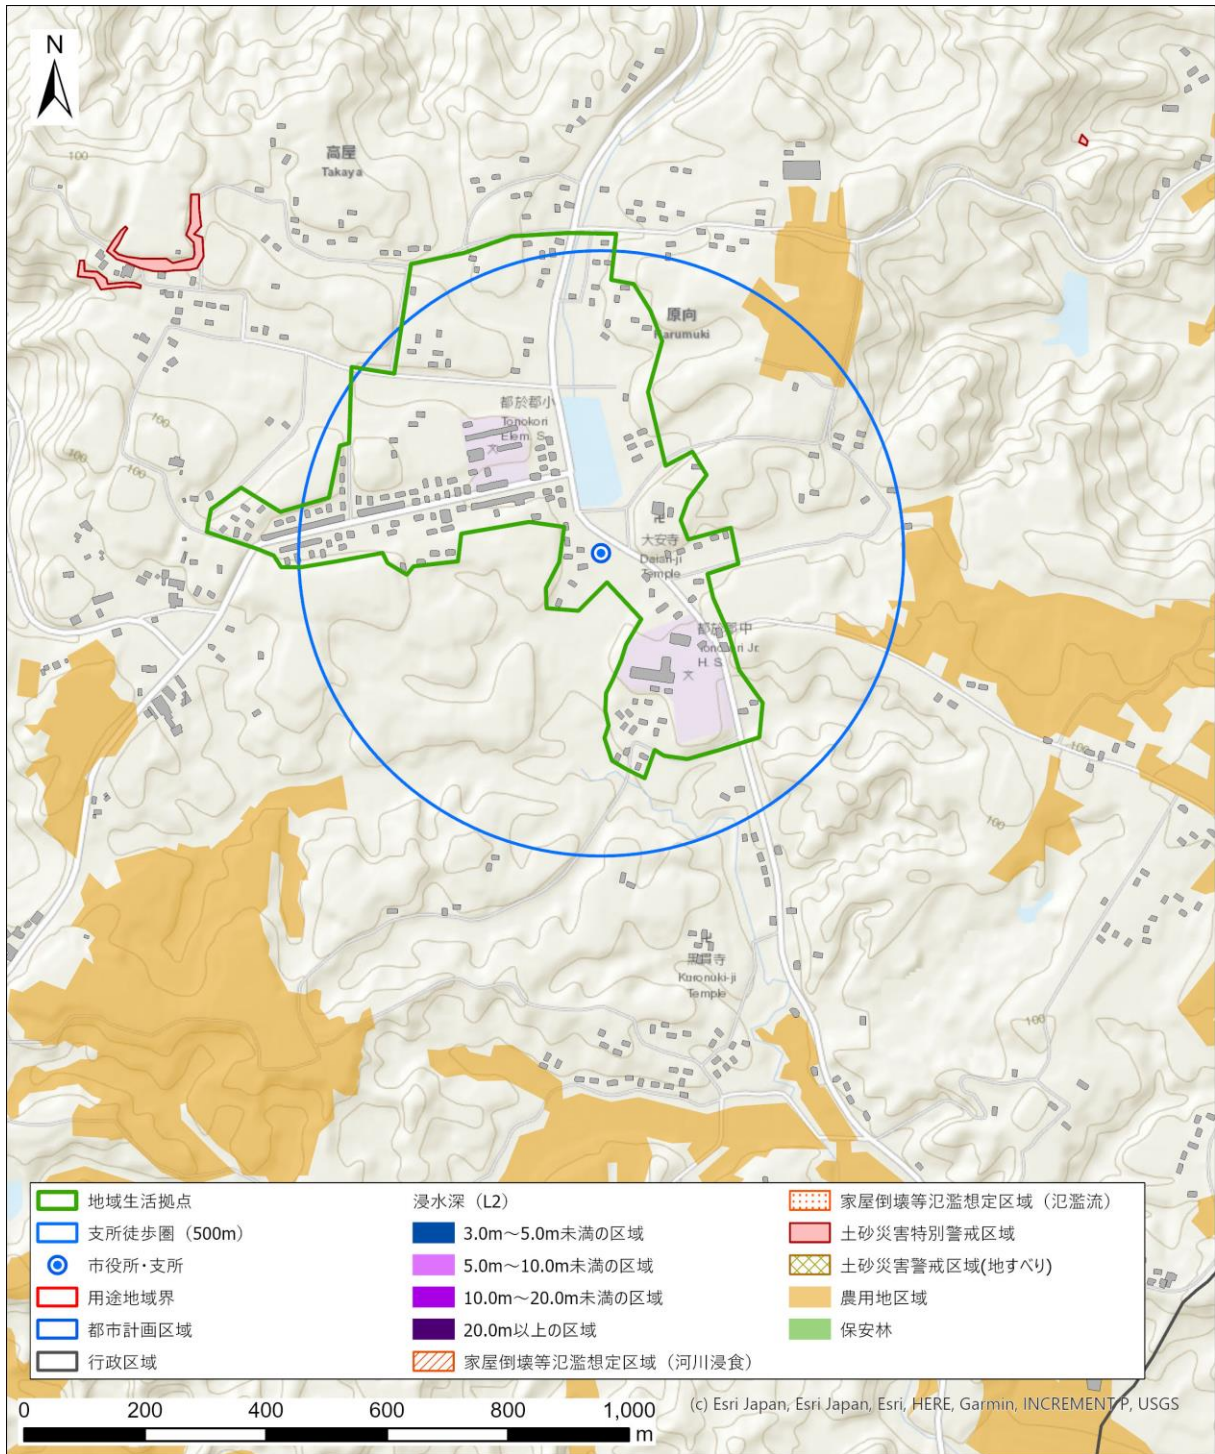 N
100
高屋
Takaya
原向
Harumuki
都於郡小
Tonokori
Elem. S.
100
100
100
大安寺
Daian-ji
Temple
都於郡中
Tonokori Jr.
H. S.
100
100
黒貫寺
Kuronuki-ji
Temple
100
地域生活拠点
支所徒歩圏（500m）
市役所・支所
用途地域界
都市計画区域
行政区域
浸水深（L2）
3.0m～5.0m未満の区域
5.0m～10.0m未満の区域
10.0m～20.0m未満の区域
20.0m以上の区域
家屋倒壊等氾濫想定区域（河川浸食）
家屋倒壊等氾濫想定区域（氾濫流）
土砂災害特別警戒区域
土砂災害警戒区域(地すべり)
農用地区域
保安林
0 200 400 600 800 1,000
m
(c) Esri Japan, Esri Japan, Esri, HERE, Garmin, INCREMENT P, USGS